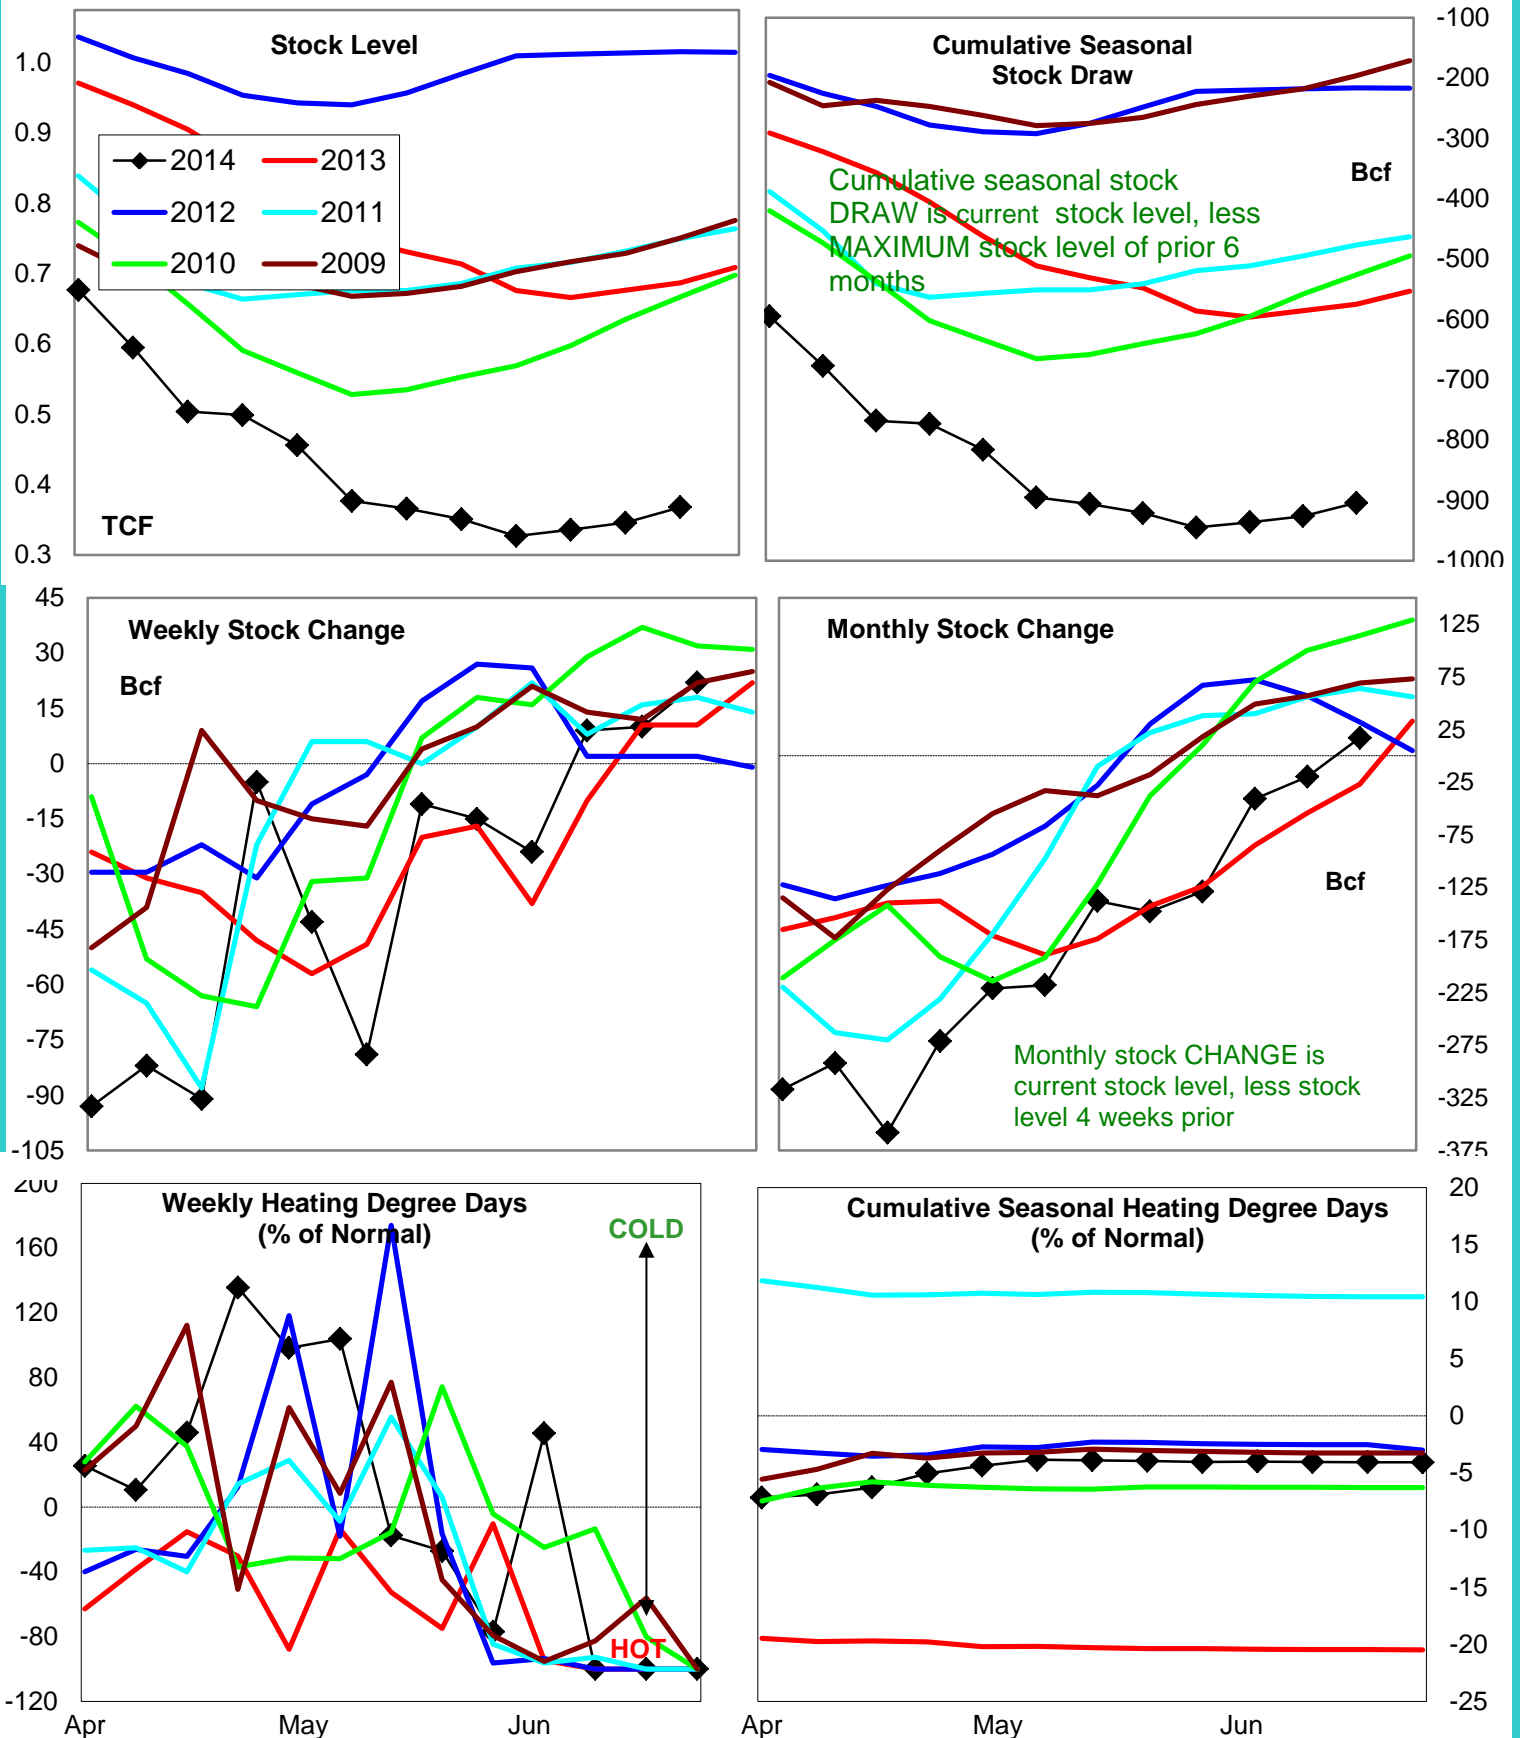 Stock Level
1.0
0.9
0.8
0.7
0.6
0.5
0.4
0.3
2014 2013
2012 2011
2010 2009
TCF
Cumulative Seasonal
Stock Draw
Bcf
Cumulative seasonal stock
DRAW is current stock level, less
MAXIMUM stock level of prior 6
months
-100
-200
-300
-400
-500
-600
-700
-800
-900
-1000
45
30
15
0
-15
-30
-45
-60
-75
-90
-105
Weekly Stock Change
Bcf
Monthly Stock Change
Bcf
Monthly stock CHANGE is
current stock level, less stock
level 4 weeks prior
125
75
25
-25
-75
-125
-175
-225
-275
-325
-375
200
160
120
80
40
0
-40
-80
-120
Weekly Heating Degree Days
(% of Normal)
COLD
HOT
Apr May Jun
Cumulative Seasonal Heating Degree Days
(% of Normal)
20
15
10
5
0
-5
-10
-15
-20
-25
Apr May Jun